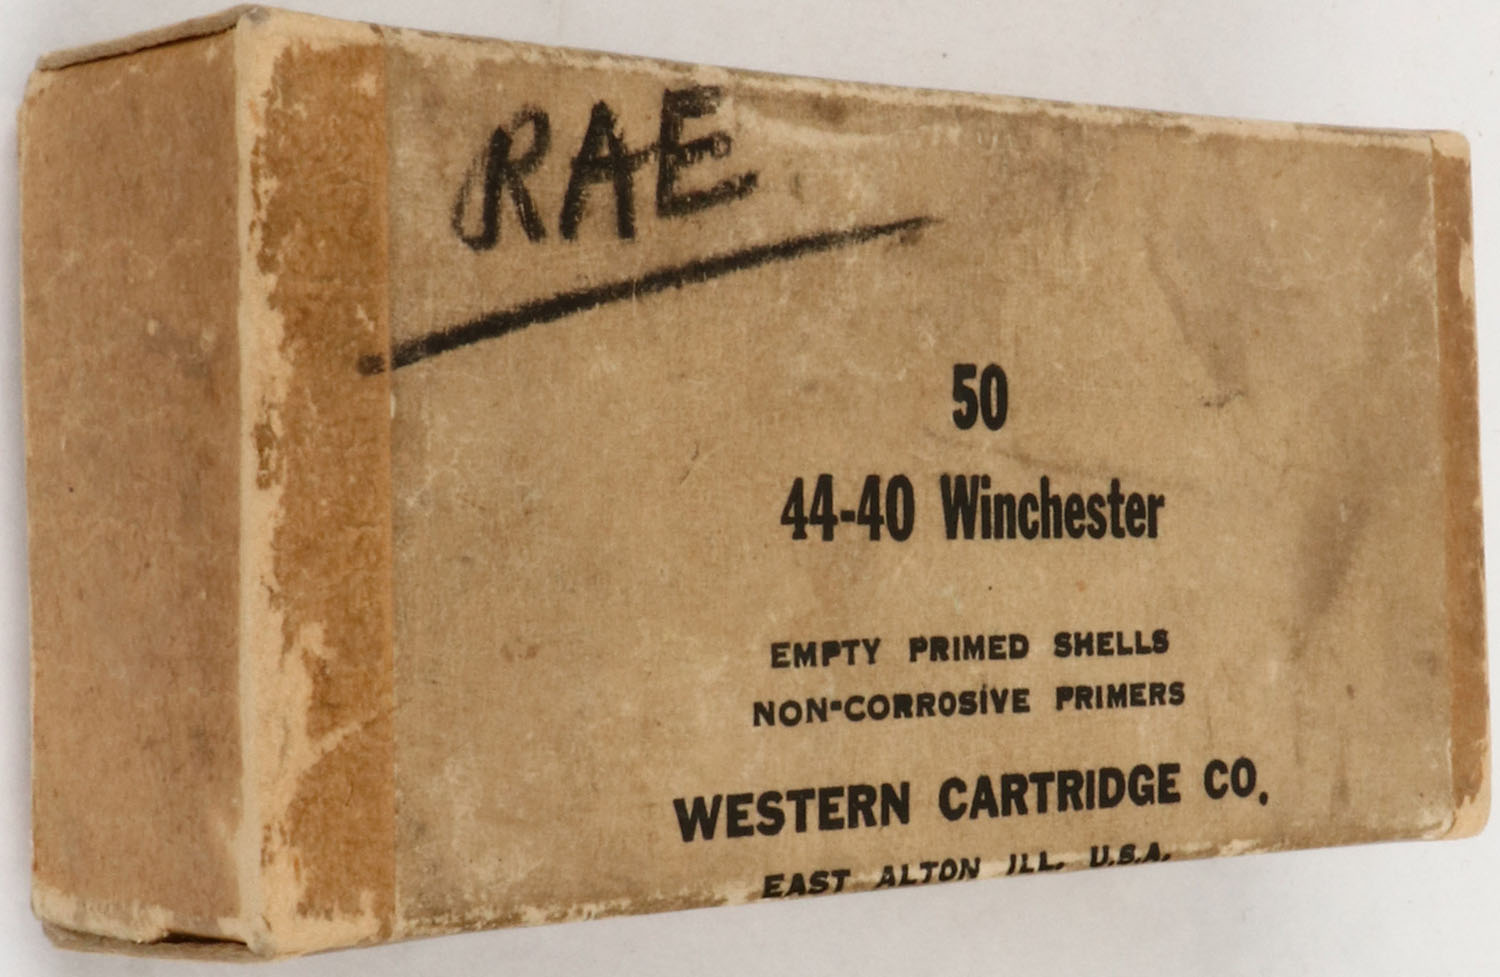 RAE
50
44-40 Winchester
EMPTY PRIMED SHELLS
NON-CORROSIVE PRIMERS
WESTERN CARTRIDGE CO.
EAST ALTON ILL. U.S.A.